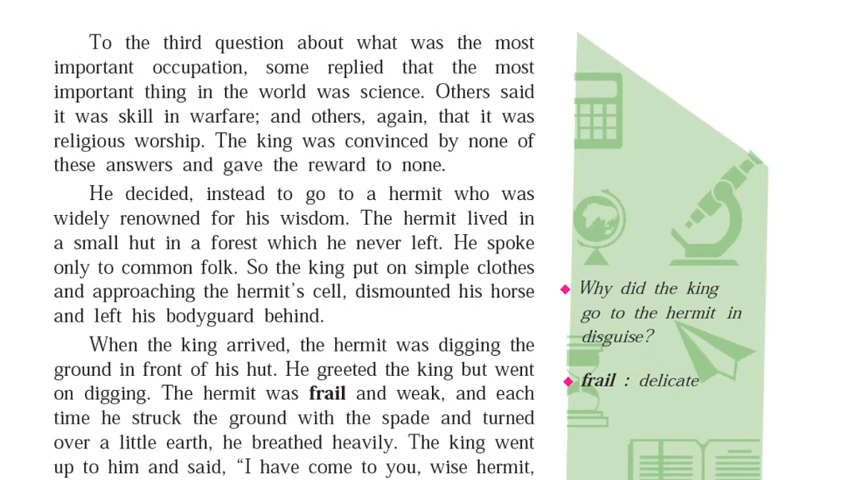 To the third question about what was the most
important occupation, some replied that the most
important thing in the world was science. Others said
it was skill in warfare; and others, again, that it was
religious worship. The king was convinced by none of
these answers and gave the reward to none.
He decided, instead to go to a hermit who was
widely renowned for his wisdom. The hermit lived in
a small hut in a forest which he never left. He spoke
only to common folk. So the king put on simple clothes
and approaching the hermit's cell, dismounted his horse
and left his bodyguard behind.
When the king arrived, the hermit was digging the
ground in front of his hut. He greeted the king but went
on digging. The hermit was frail and weak, and each
time he struck the ground with the spade and turned
over a little earth, he breathed heavily. The king went
up to him and said, “I have come to you, wise hermit,
Why did the king
go to the hermit in
disguise?
frail : delicate